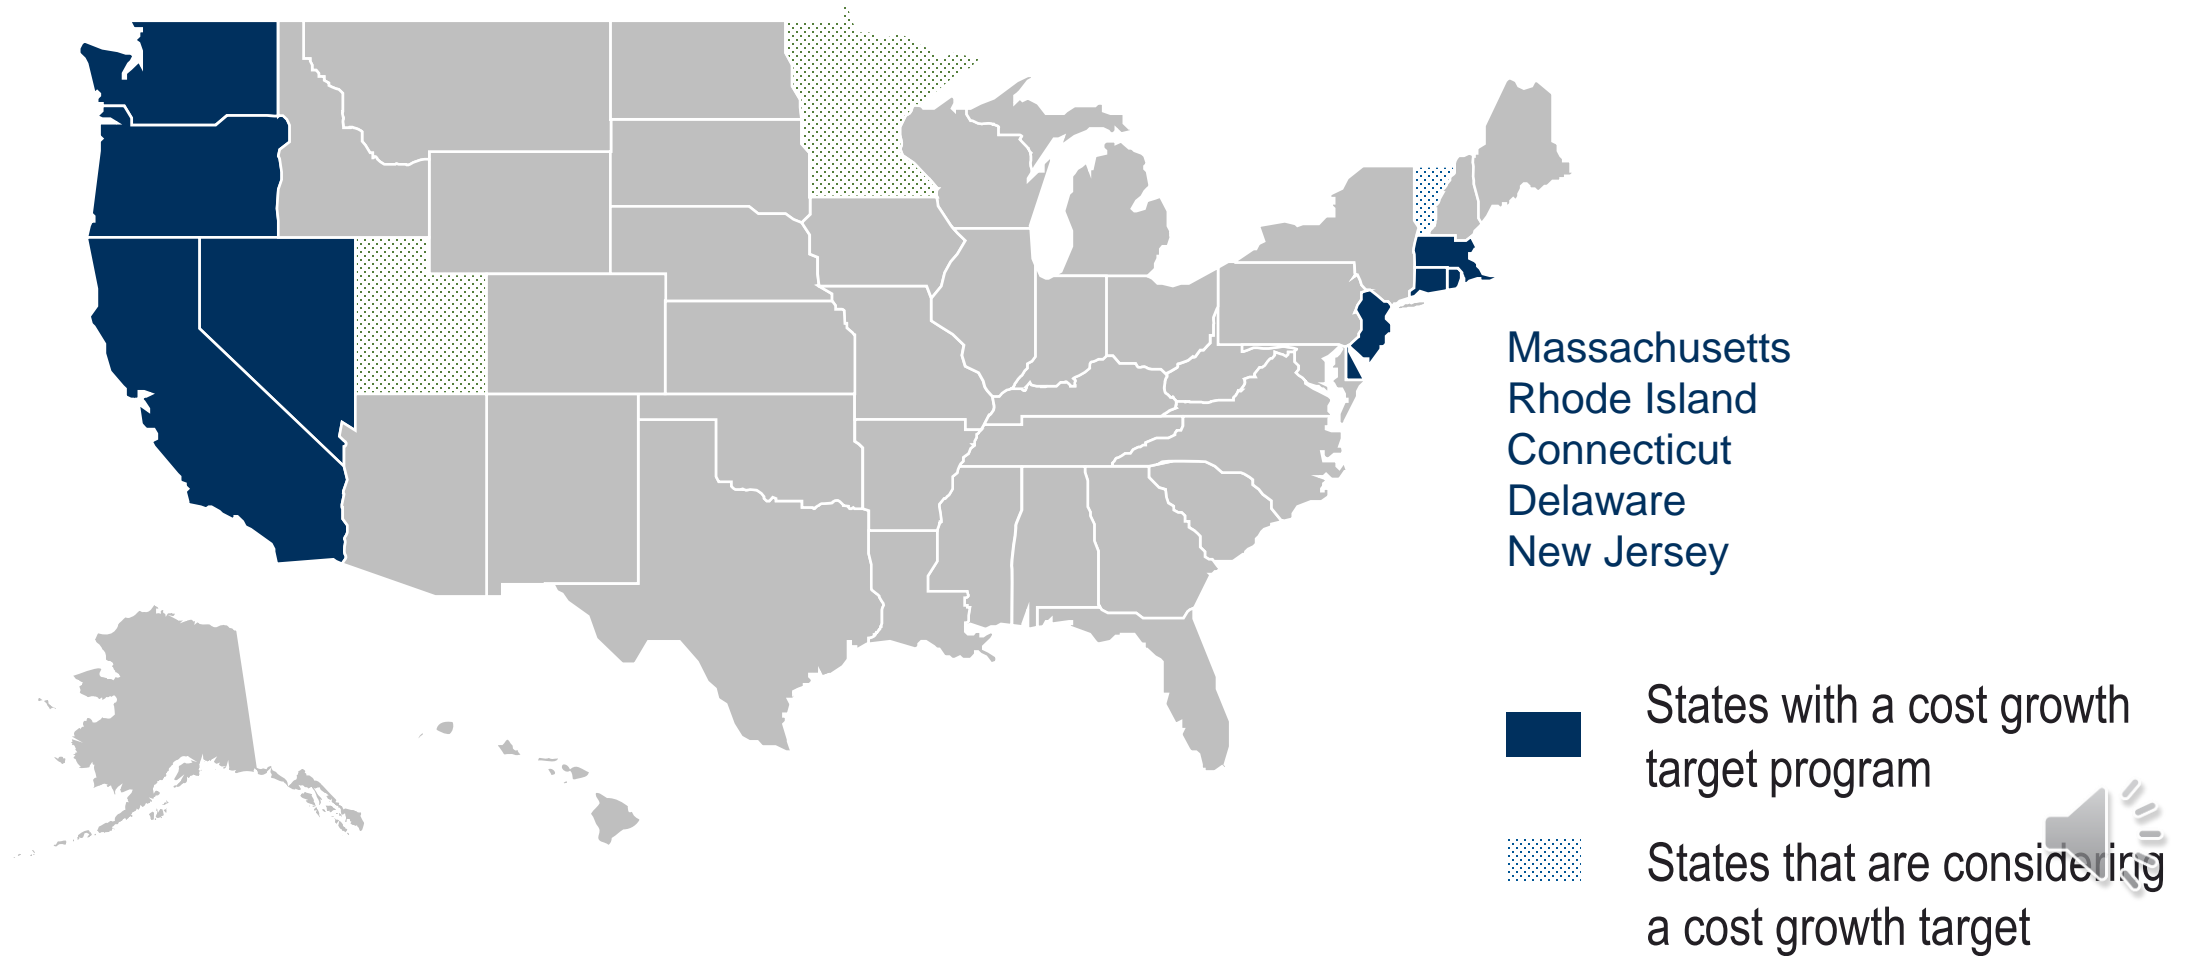 Massachusetts
Rhode Island
Connecticut
Delaware
New Jersey
States with a cost growth
target program
States that are considering
a cost growth target